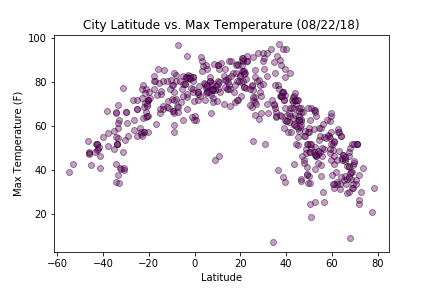 City Latitude vs. Max Temperature (08/22/18)
100
80
60
40
20
Max Temperature (F)
−60 −40 −20 0 20 40 60 80
Latitude